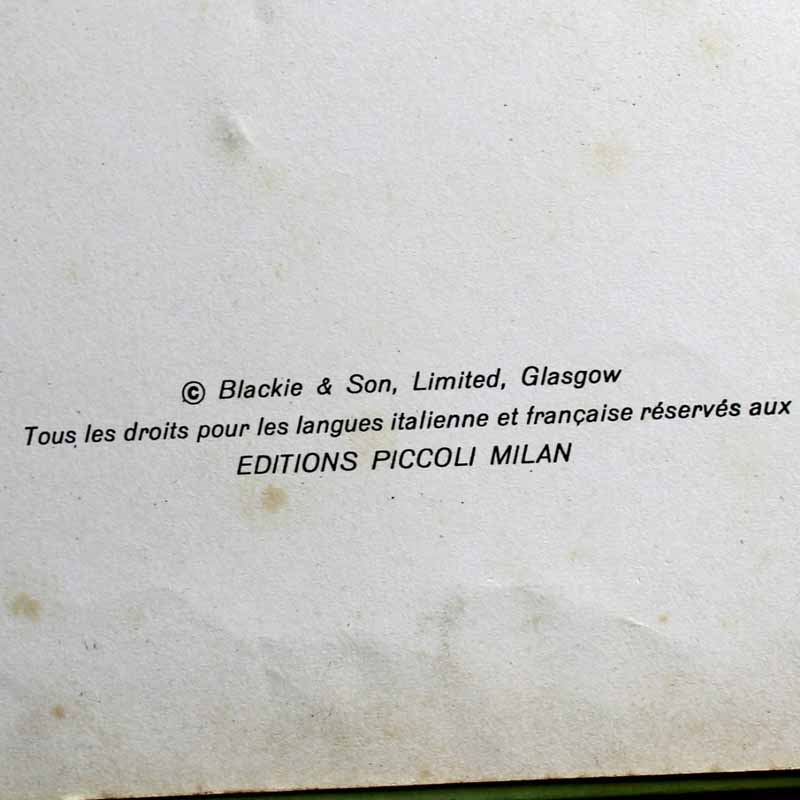 © Blackie & Son, Limited, Glasgow
Tous les droits pour les langues italienne et française réservés aux
EDITIONS PICCOLI MILAN